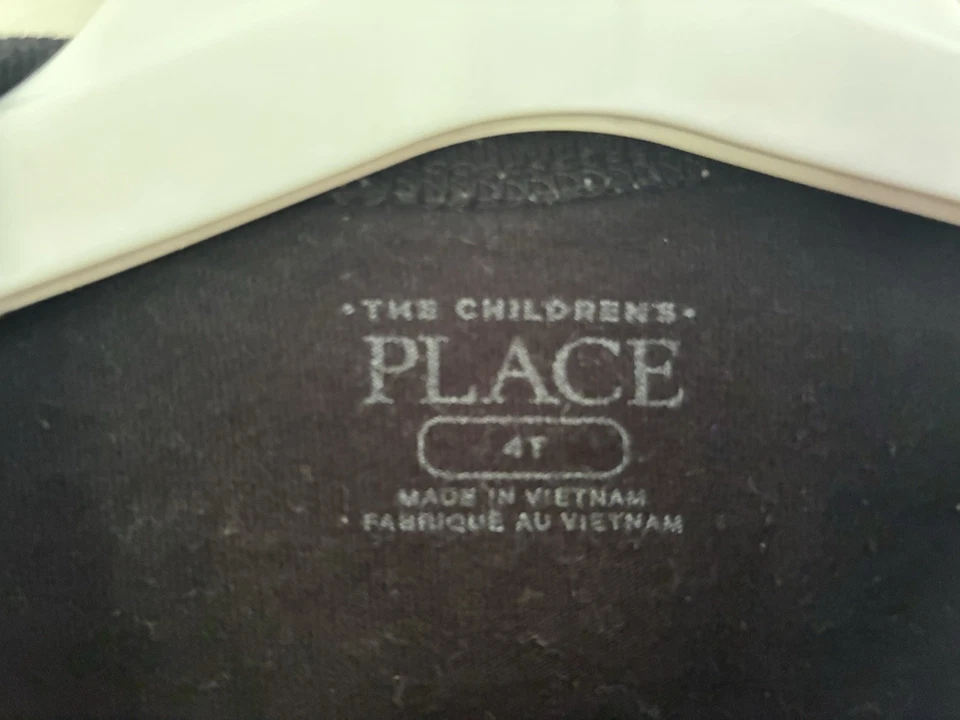 THE CHILDREN'S
PLACE
4T
MADE IN VIETNAM
FABRIQUÉ AU VIETNAM